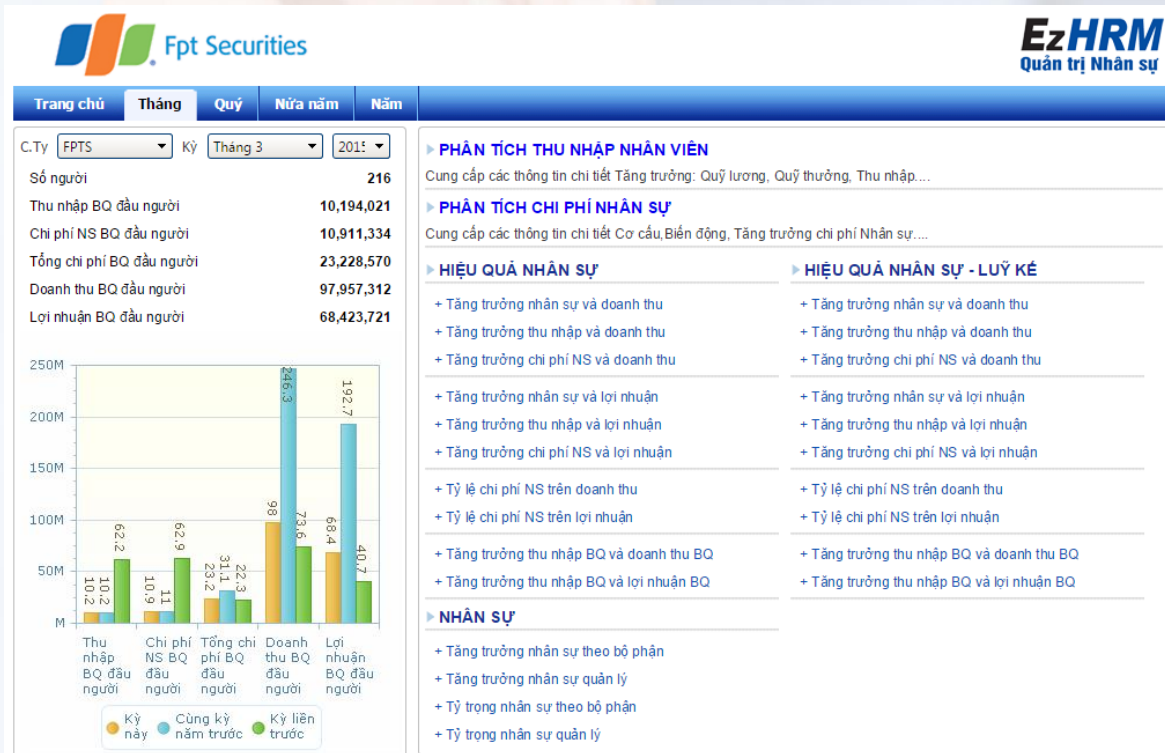 Fpt Securities
EzHRM
Quản trị Nhân sự
Trang chủ Tháng Quý Nửa năm Năm
C.Ty FPTS Kỳ Tháng 3 201
Số người 216
Thu nhập BQ đầu người 10,194,021
Chi phí NS BQ đầu người 10,911,334
Tổng chi phí BQ đầu người 23,228,570
Doanh thu BQ đầu người 97,957,312
Lợi nhuận BQ đầu người 68,423,721
250M
200M
150M
100M
50M
M
10.2 10.2 62.2
10.9 11 62.9
23.2 31.1 22.3
98 246.3 73.6
68.4 192.7 40.7
Thu nhập BQ đầu người
Chi phí NS BQ đầu người
Tổng chi phí BQ đầu người
Doanh thu BQ đầu người
Lợi nhuận BQ đầu người
Kỳ này
Cùng kỳ năm trước
Kỳ liền trước
PHÂN TÍCH THU NHẬP NHÂN VIÊN
Cung cấp các thông tin chi tiết Tăng trưởng: Quỹ lương, Quỹ thưởng, Thu nhập....
PHÂN TÍCH CHI PHÍ NHÂN SỰ
Cung cấp các thông tin chi tiết Cơ cấu,Biến động, Tăng trưởng chi phí Nhân sự....
HIỆU QUẢ NHÂN SỰ
+ Tăng trưởng nhân sự và doanh thu
+ Tăng trưởng thu nhập và doanh thu
+ Tăng trưởng chi phí NS và doanh thu
+ Tăng trưởng nhân sự và lợi nhuận
+ Tăng trưởng thu nhập và lợi nhuận
+ Tăng trưởng chi phí NS và lợi nhuận
+ Tỷ lệ chi phí NS trên doanh thu
+ Tỷ lệ chi phí NS trên lợi nhuận
+ Tăng trưởng thu nhập BQ và doanh thu BQ
+ Tăng trưởng thu nhập BQ và lợi nhuận BQ
HIỆU QUẢ NHÂN SỰ - LUỸ KẾ
+ Tăng trưởng nhân sự và doanh thu
+ Tăng trưởng thu nhập và doanh thu
+ Tăng trưởng chi phí NS và doanh thu
+ Tăng trưởng nhân sự và lợi nhuận
+ Tăng trưởng thu nhập và lợi nhuận
+ Tăng trưởng chi phí NS và lợi nhuận
+ Tỷ lệ chi phí NS trên doanh thu
+ Tỷ lệ chi phí NS trên lợi nhuận
+ Tăng trưởng thu nhập BQ và doanh thu BQ
+ Tăng trưởng thu nhập BQ và lợi nhuận BQ
NHÂN SỰ
+ Tăng trưởng nhân sự theo bộ phận
+ Tăng trưởng nhân sự quản lý
+ Tỷ trọng nhân sự theo bộ phận
+ Tỷ trọng nhân sự quản lý